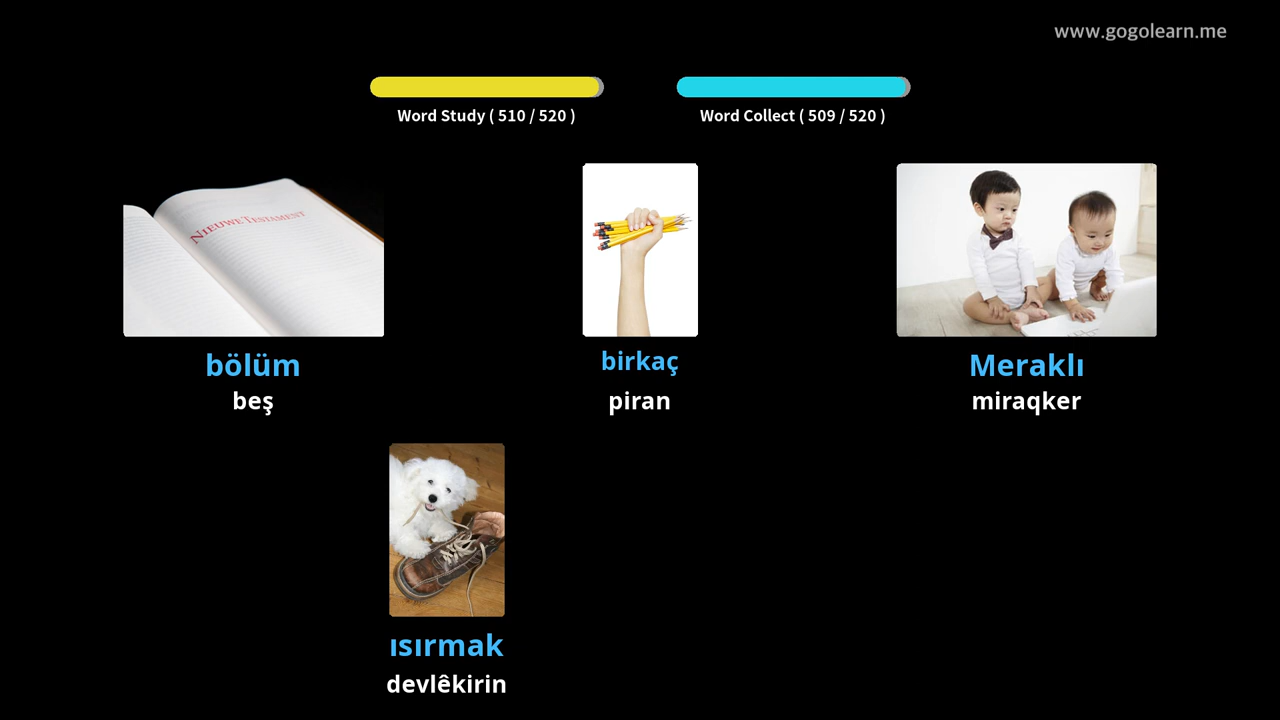 www.gogolearn.me
Word Study ( 510 / 520 )
Word Collect ( 509 / 520 )
NIEUWE TESTAMENT
bölüm
birkaç
Meraklı
beş
piran
miraqker
ısırmak
devlêkirin